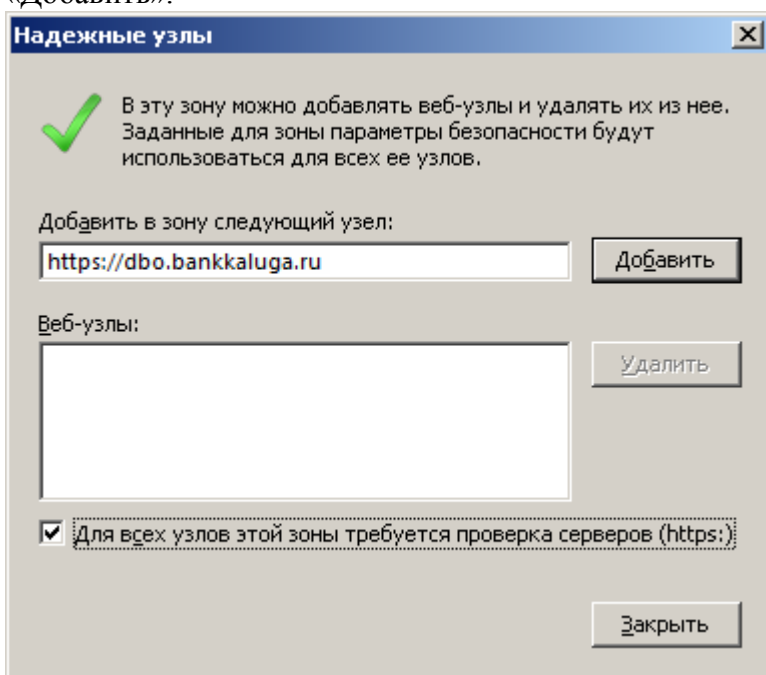 «Добавить».
Надежные узлы
В эту зону можно добавлять веб-узлы и удалять их из нее.
Заданные для зоны параметры безопасности будут
использоваться для всех ее узлов.
Добавить в зону следующий узел:
https://dbo.bankkaluga.ru
Добавить
Веб-узлы:
Удалить
Для всех узлов этой зоны требуется проверка серверов (https:)
Закрыть